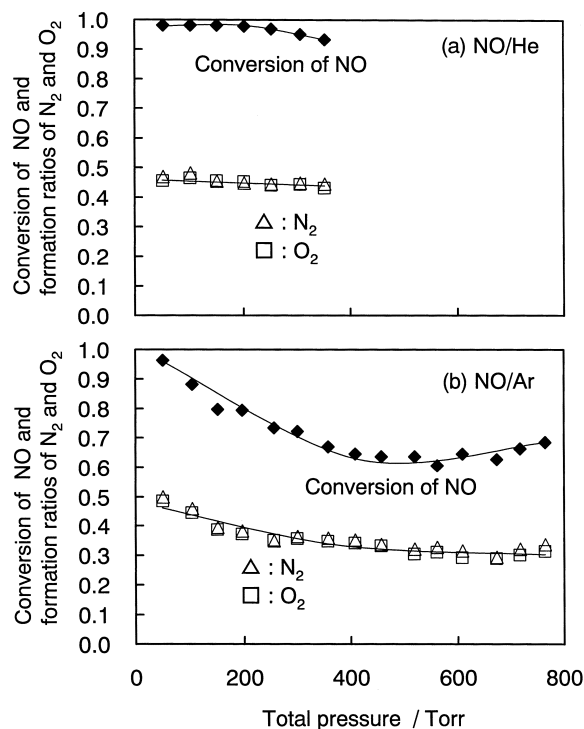 Conversion of NO and
formation ratios of N₂ and O₂
1.0
0.9
0.8
0.7
0.6
0.5
0.4
0.3
0.2
0.1
0.0
(a) NO/He
Conversion of NO
△ : N₂
□ : O₂
Conversion of NO and
formation ratios of N₂ and O₂
1.0
0.9
0.8
0.7
0.6
0.5
0.4
0.3
0.2
0.1
0.0
(b) NO/Ar
Conversion of NO
△ : N₂
□ : O₂
0 200 400 600 800
Total pressure / Torr